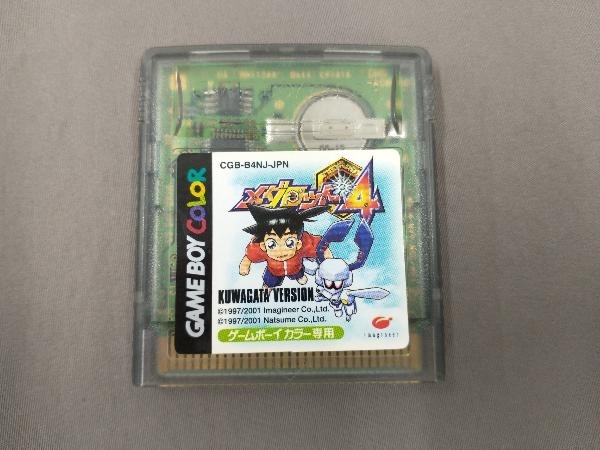 CGB-B4NJ-JPN
メダロット4
GAME BOY COLOR
KUWAGATA VERSION
©1997/2001 Imagineer Co.,Ltd.
©1997/2001 Natsume Co.,Ltd.
ゲームボーイカラー専用
imagineer